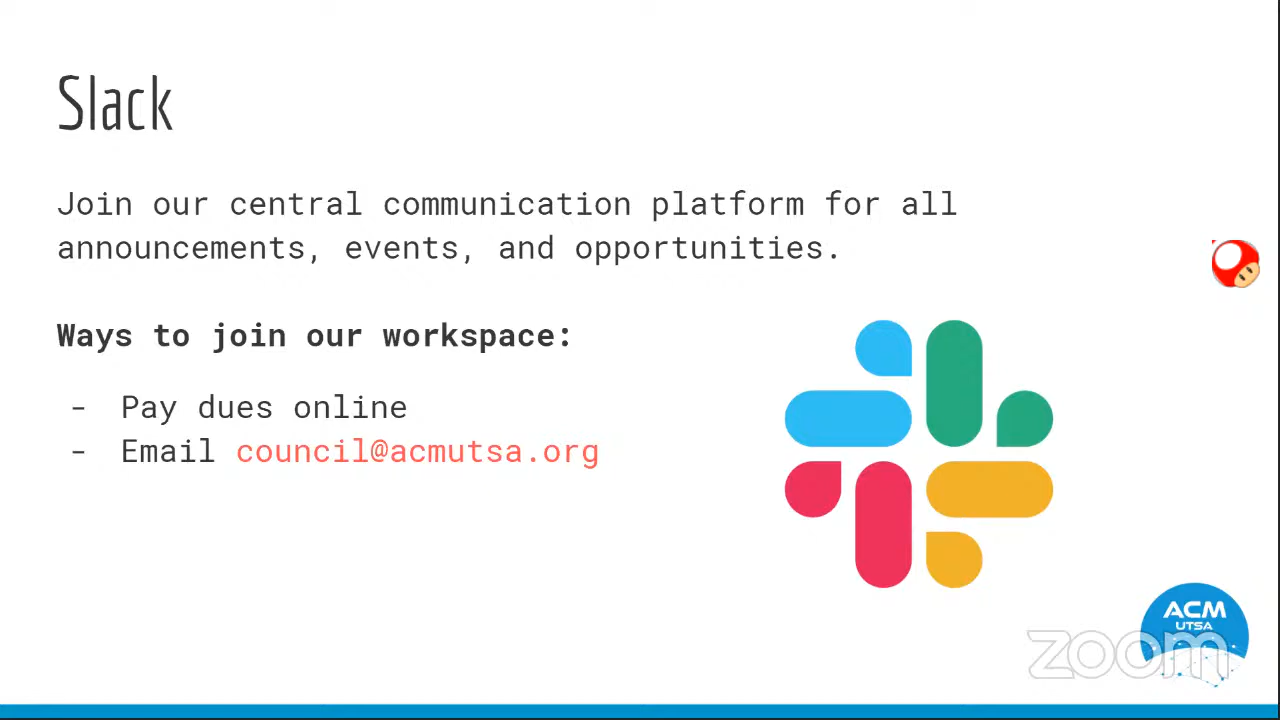 Slack
Join our central communication platform for all
announcements, events, and opportunities.
Ways to join our workspace:
- Pay dues online
- Email council@acmutsa.org
ACM
UTSA
zoom